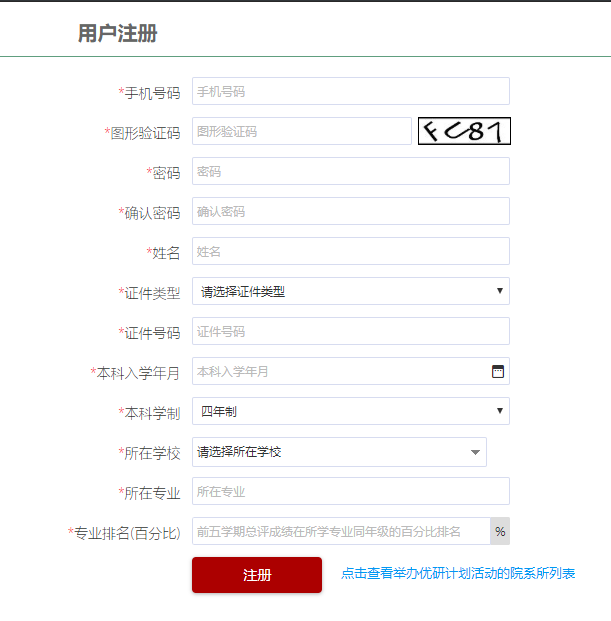 用户注册
*手机号码 手机号码
*图形验证码 图形验证码 FC87
*密码 密码
*确认密码 确认密码
*姓名 姓名
*证件类型 请选择证件类型
*证件号码 证件号码
*本科入学年月 本科入学年月
*本科学制 四年制
*所在学校 请选择所在学校
*所在专业 所在专业
*专业排名(百分比) 前五学期总评成绩在所学专业同年级的百分比排名 %
注册 点击查看举办优研计划活动的院系所列表